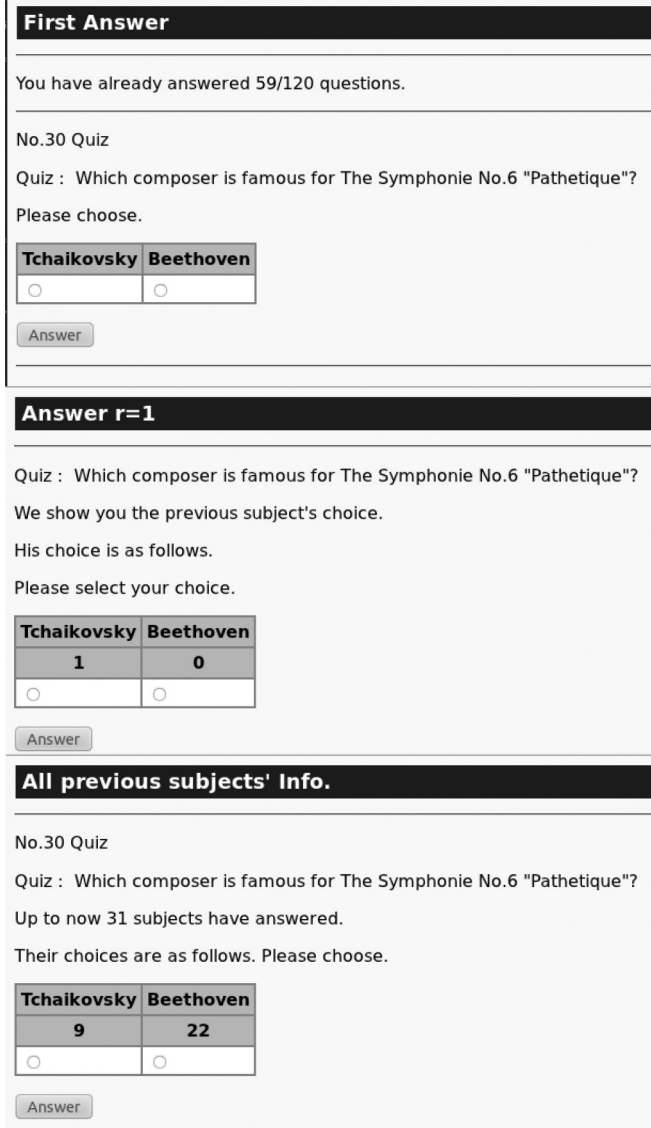 First Answer
You have already answered 59/120 questions.
No.30 Quiz
Quiz : Which composer is famous for The Symphonie No.6 "Pathetique"?
Please choose.
Tchaikovsky Beethoven
Answer
Answer r=1
Quiz : Which composer is famous for The Symphonie No.6 "Pathetique"?
We show you the previous subject's choice.
His choice is as follows.
Please select your choice.
Tchaikovsky Beethoven
1 0
Answer
All previous subjects' Info.
No.30 Quiz
Quiz : Which composer is famous for The Symphonie No.6 "Pathetique"?
Up to now 31 subjects have answered.
Their choices are as follows. Please choose.
Tchaikovsky Beethoven
9 22
Answer